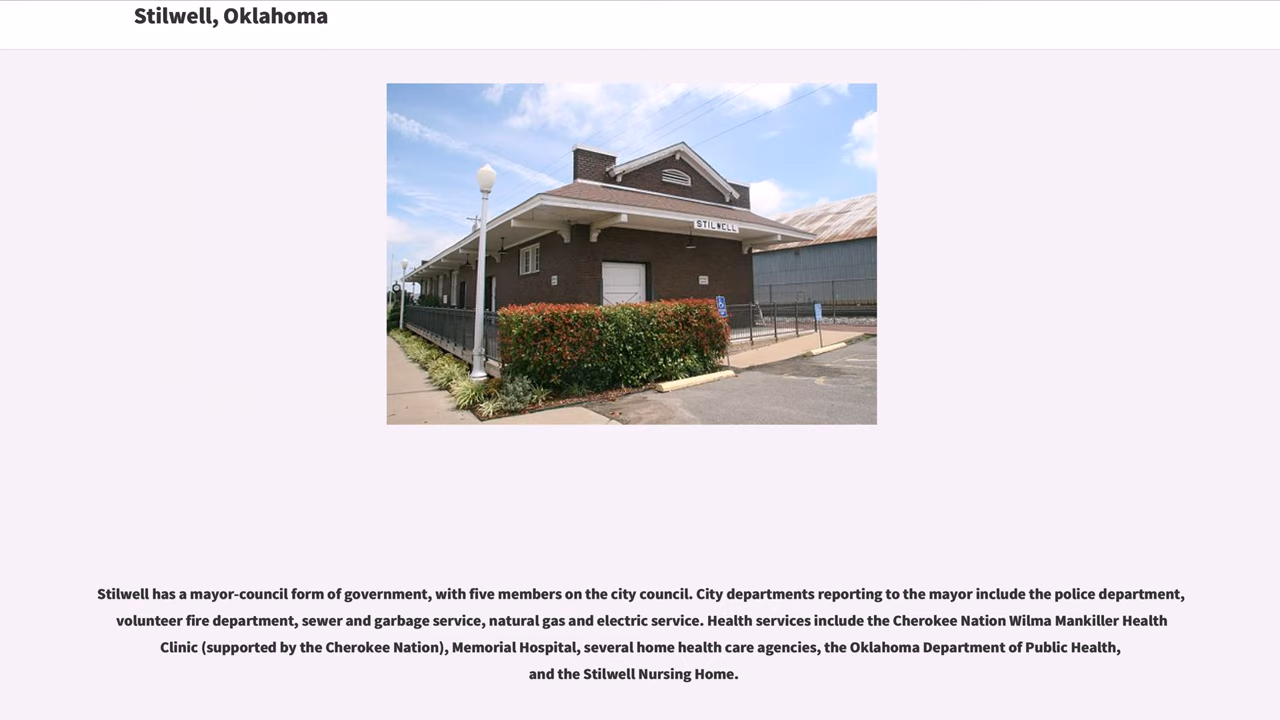 Stilwell, Oklahoma
STILWELL
Stilwell has a mayor-council form of government, with five members on the city council. City departments reporting to the mayor include the police department,
volunteer fire department, sewer and garbage service, natural gas and electric service. Health services include the Cherokee Nation Wilma Mankiller Health
Clinic (supported by the Cherokee Nation), Memorial Hospital, several home health care agencies, the Oklahoma Department of Public Health,
and the Stilwell Nursing Home.